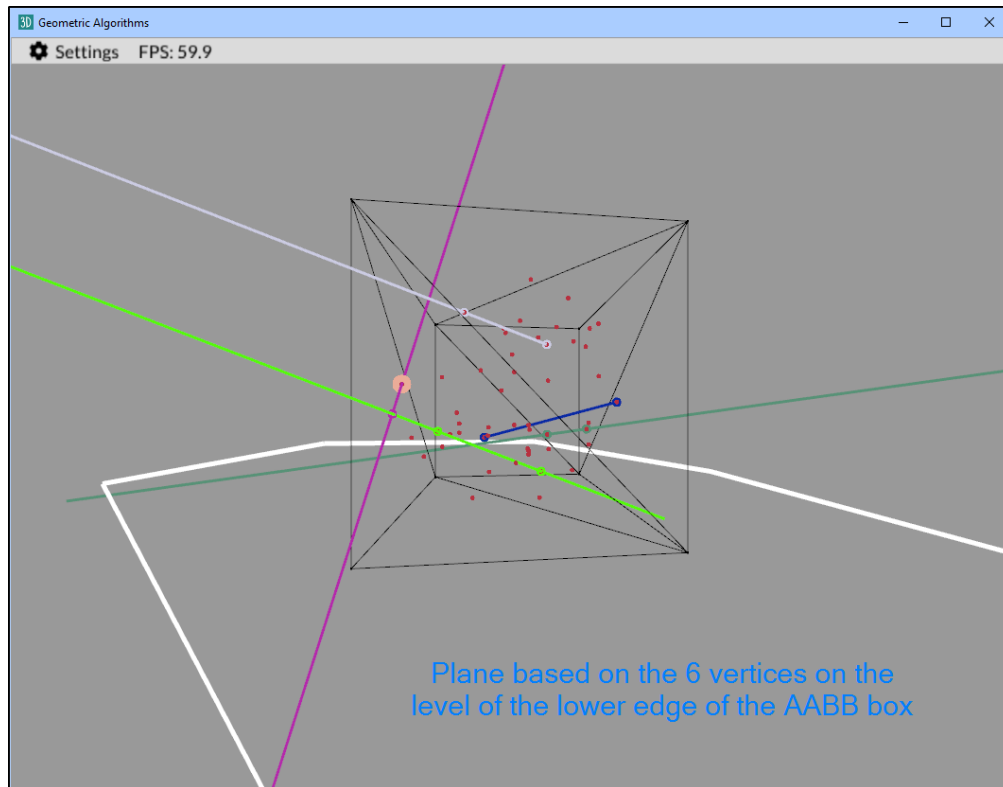 3D Geometric Algorithms
Settings FPS: 59.9
Plane based on the 6 vertices on the
level of the lower edge of the AABB box